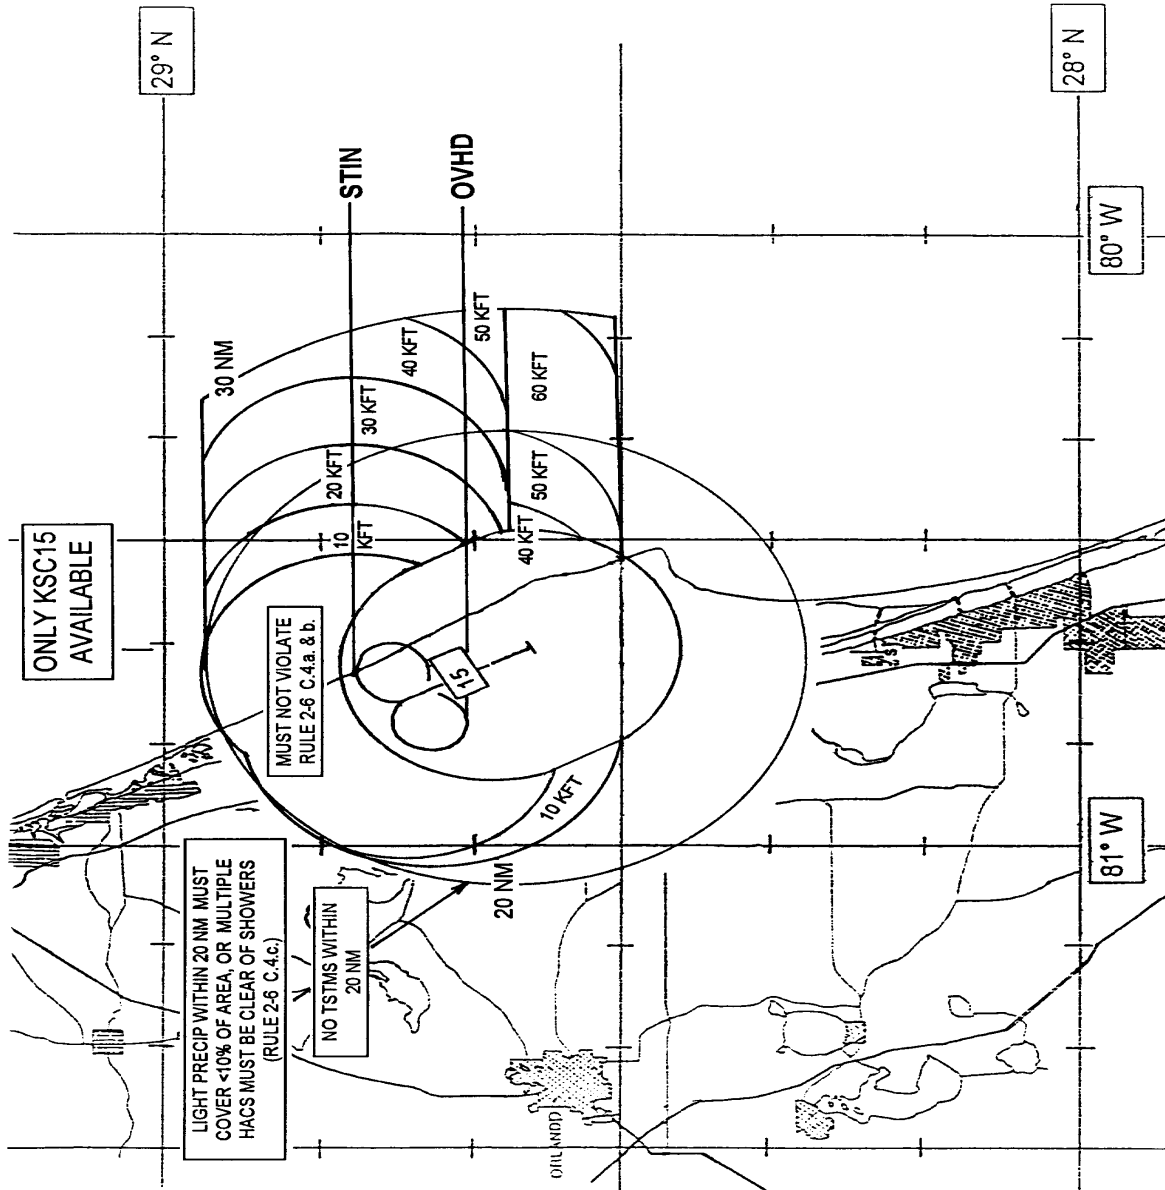 ONLY KSC15
AVAILABLE
29° N
28° N
STIN
OVHD
80° W
81° W
30 NM
50 KFT
40 KFT
60 KFT
30 KFT
20 KFT
50 KFT
10
KFT
40 KFT
MUST NOT VIOLATE
RULE 2-6 C.4.a. & b.
15
10 KFT
20 NM
LIGHT PRECIP WITHIN 20 NM MUST
COVER <10% OF AREA, OR MULTIPLE
HACS MUST BE CLEAR OF SHOWERS
(RULE 2-6 C.4.c.)
NO TSTMS WITHIN
20 NM